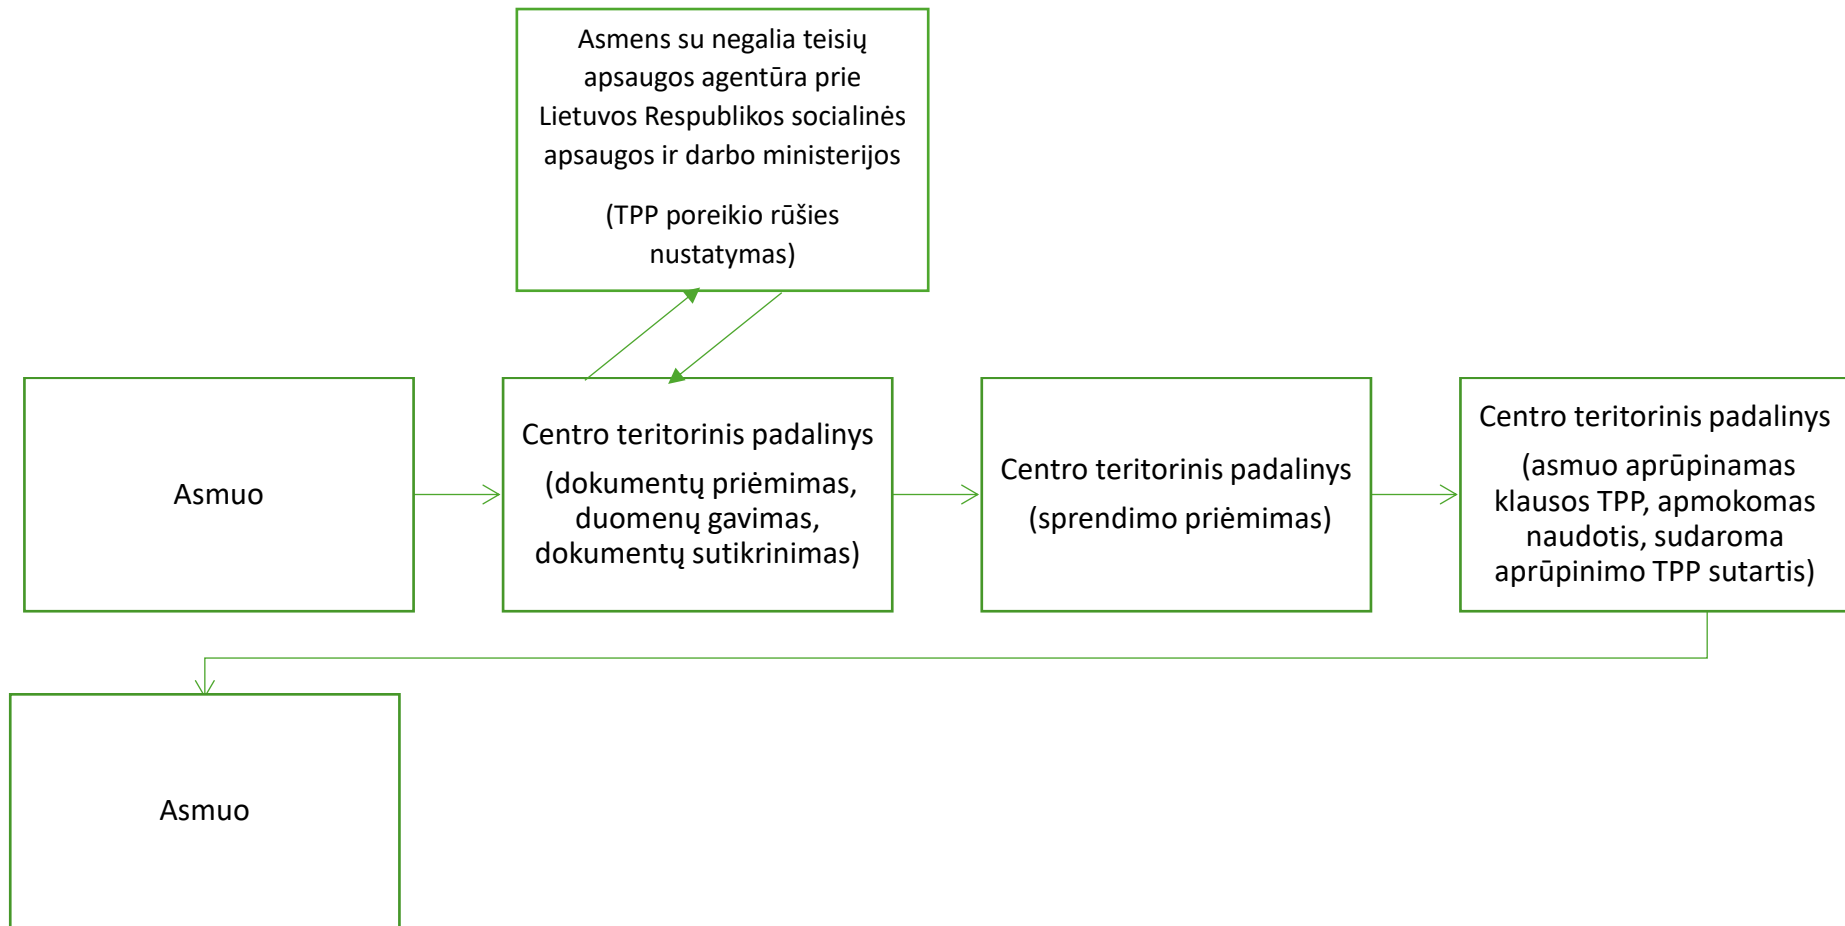 Asmens su negalia teisių
apsaugos agentūra prie
Lietuvos Respublikos socialinės
apsaugos ir darbo ministerijos
(TPP poreikio rūšies
nustatymas)
Asmuo
Centro teritorinis padalinys
(dokumentų priėmimas,
duomenų gavimas,
dokumentų sutikrinimas)
Centro teritorinis padalinys
(sprendimo priėmimas)
Centro teritorinis padalinys
(asmuo aprūpinamas
klausos TPP, apmokomas
naudotis, sudaroma
aprūpinimo TPP sutartis)
Asmuo